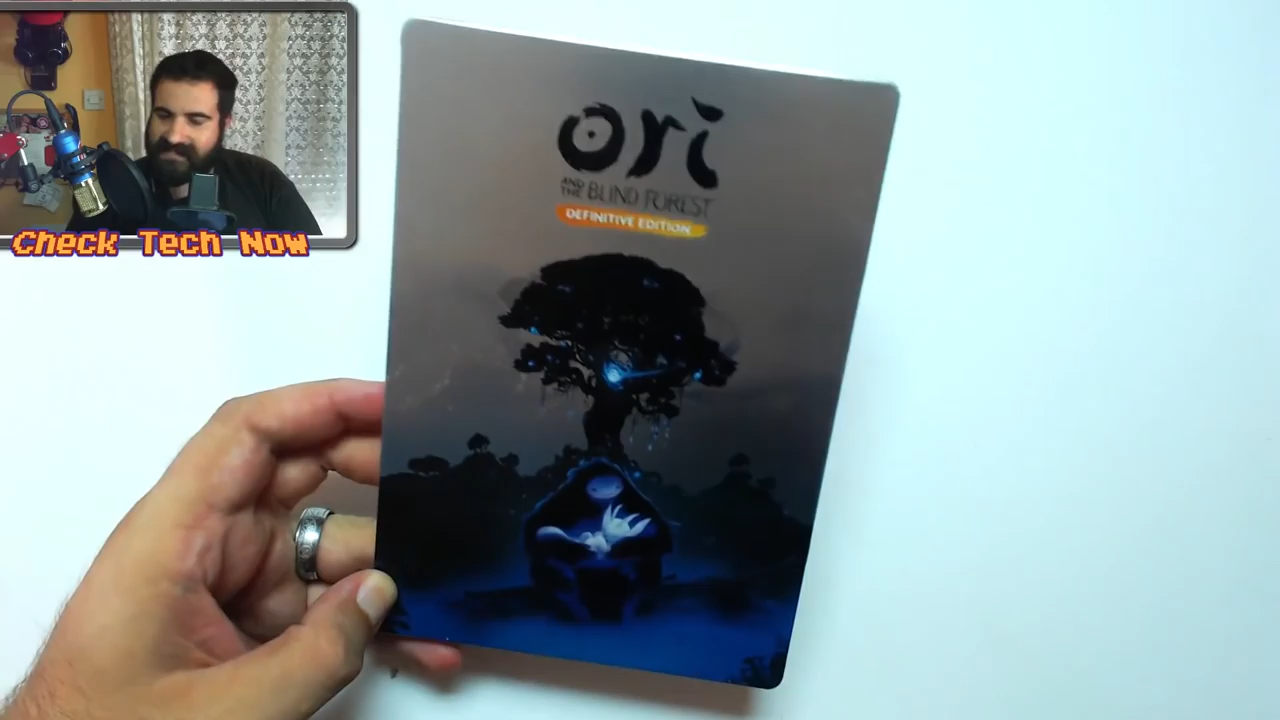 Check Tech Now
ori
AND THE BLIND FOREST
DEFINITIVE EDITION